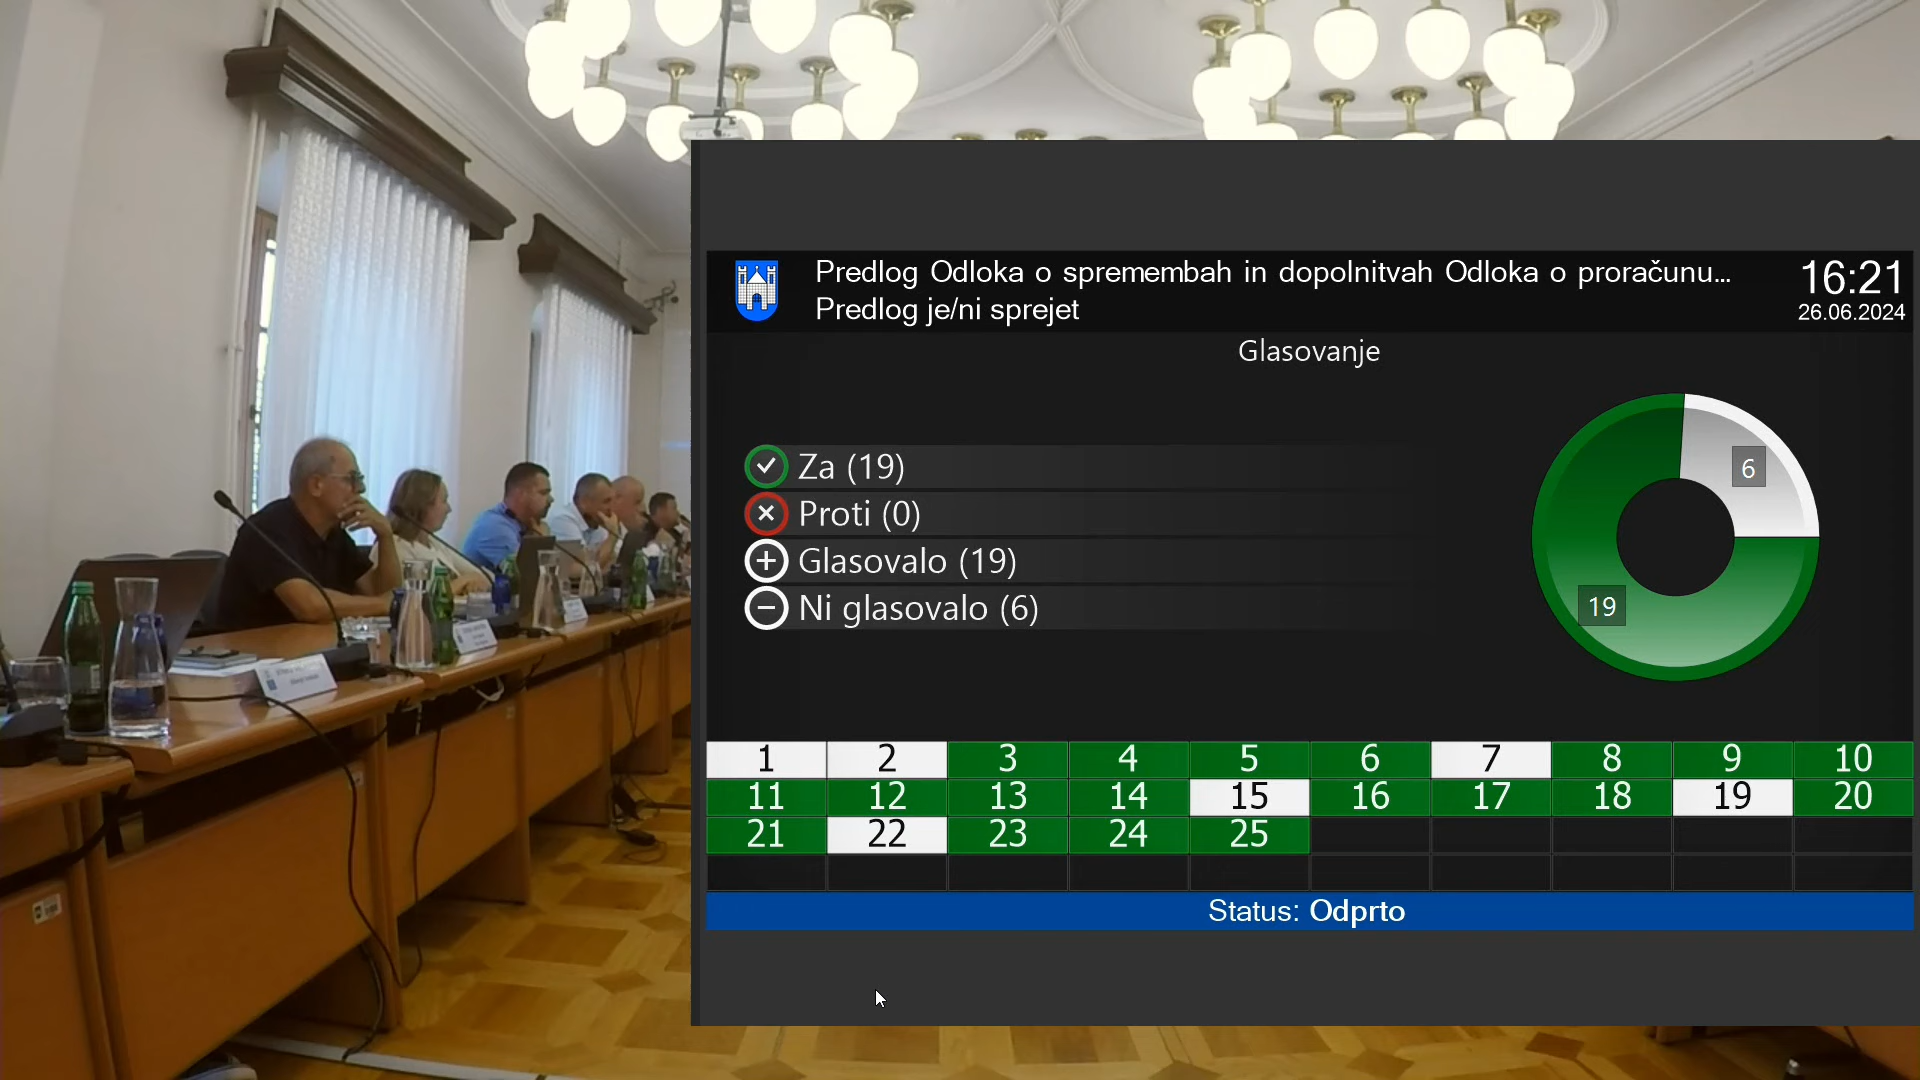 Predlog Odloka o spremembah in dopolnitvah Odloka o proračunu...
Predlog je/ni sprejet
16:21
26.06.2024
Glasovanje
Za (19)
Proti (0)
Glasovalo (19)
Ni glasovalo (6)
6
19
1 2 3 4 5 6 7 8 9 10
11 12 13 14 15 16 17 18 19 20
21 22 23 24 25
Status: Odprto